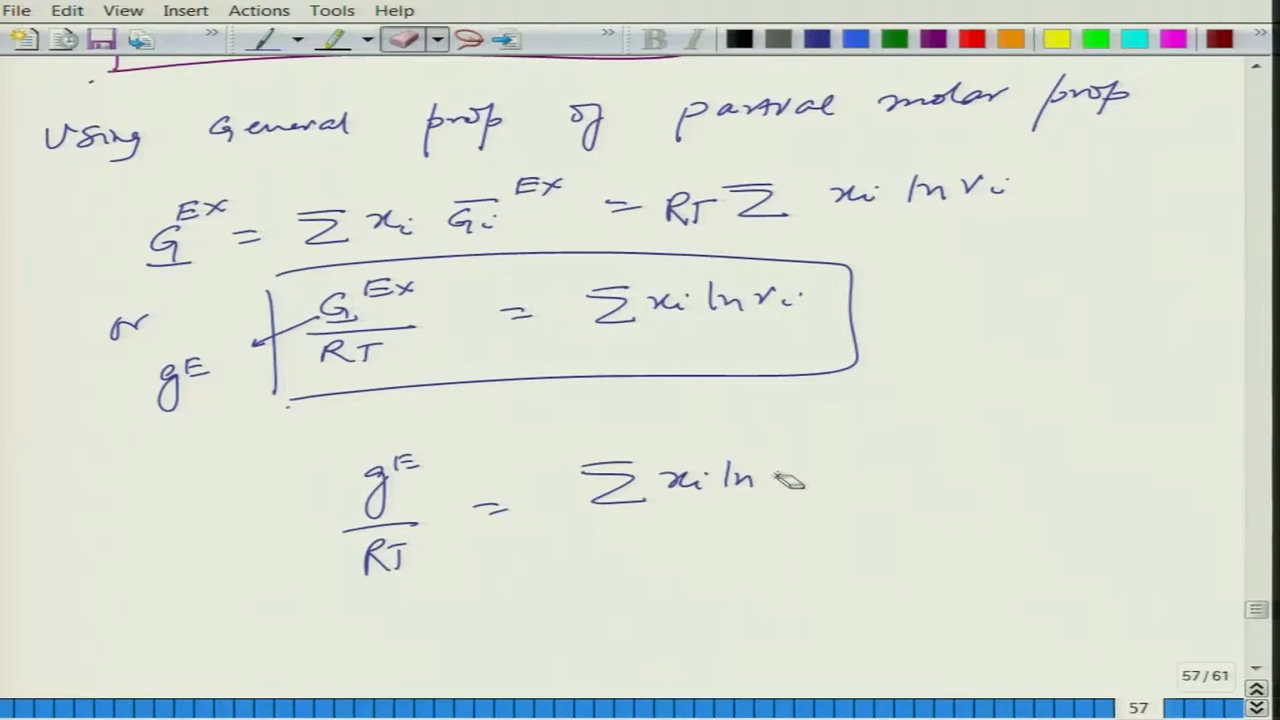 File Edit View Insert Actions Tools Help
B I
Using General prop of partial molar prop
G^EX = Σ xi Ḡi^EX = RT Σ xi ln γi
or G^EX / RT = Σ xi ln γi
g^E
g^E / RT = Σ xi ln
57 / 61
57